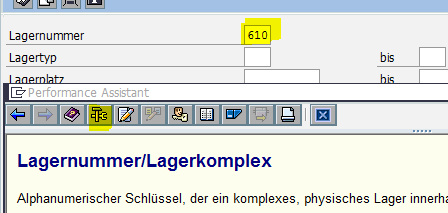 Lagernummer 610
Lagertyp bis
Lagerplatz bis
Performance Assistant
Lagernummer/Lagerkomplex
Alphanumerischer Schlüssel, der ein komplexes, physisches Lager innerha